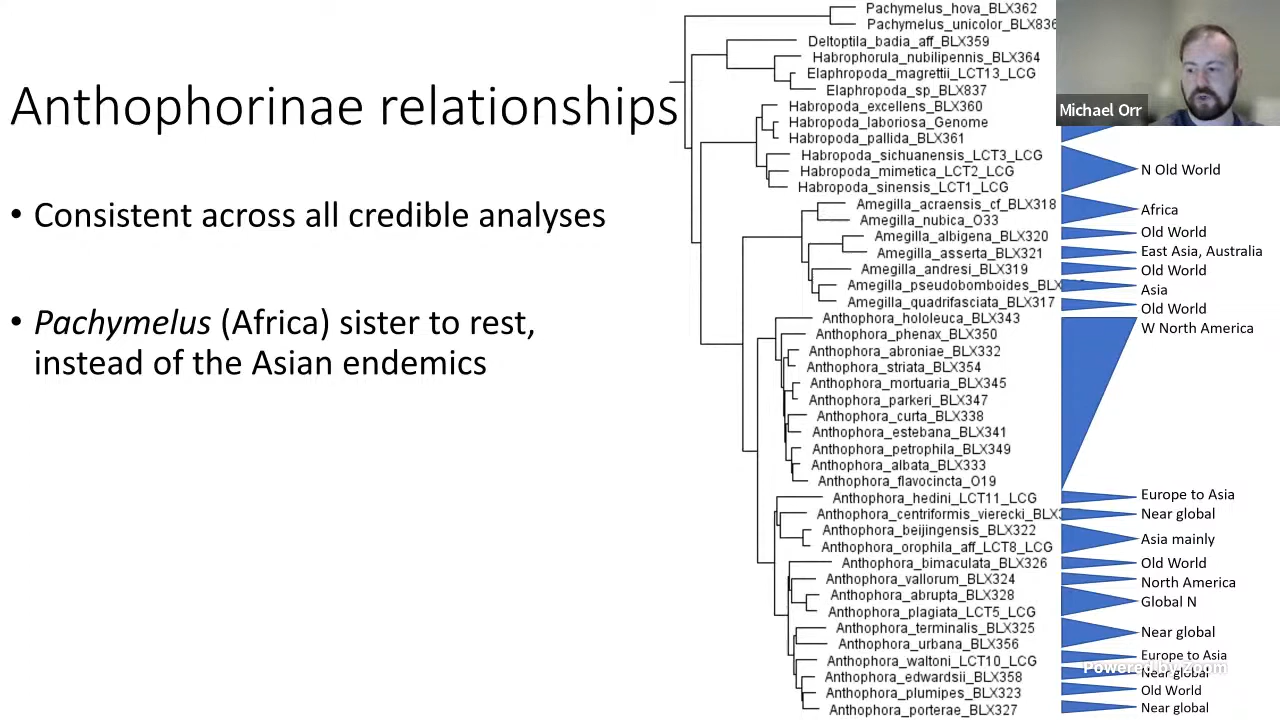 Anthophorinae relationships
• Consistent across all credible analyses
• Pachymelus (Africa) sister to rest,
instead of the Asian endemics
Pachymelus_hova_BLX362
Pachymelus_unicolor_BLX836
Deltoptila_badia_aff_BLX359
Habrophorula_nubilipennis_BLX364
Elaphropoda_magrettii_LCT13_LCG
Elaphropoda_sp_BLX837
Habropoda_excellens_BLX360
Habropoda_laboriosa_Genome
Habropoda_pallida_BLX361
Habropoda_sichuanensis_LCT3_LCG
Habropoda_mimetica_LCT2_LCG
Habropoda_sinensis_LCT1_LCG
Amegilla_acraensis_cf_BLX318
Amegilla_nubica_O33
Amegilla_albigena_BLX320
Amegilla_asserta_BLX321
Amegilla_andresi_BLX319
Amegilla_pseudobomboides_BLX
Amegilla_quadrifasciata_BLX317
Anthophora_hololeuca_BLX343
Anthophora_phenax_BLX350
Anthophora_abroniae_BLX332
Anthophora_striata_BLX354
Anthophora_mortuaria_BLX345
Anthophora_parkeri_BLX347
Anthophora_curta_BLX338
Anthophora_estebana_BLX341
Anthophora_petrophila_BLX349
Anthophora_albata_BLX333
Anthophora_flavocincta_O19
Anthophora_hedini_LCT11_LCG
Anthophora_centriformis_vierecki_BLX3
Anthophora_beijingensis_BLX322
Anthophora_orophila_aff_LCT8_LCG
Anthophora_bimaculata_BLX326
Anthophora_vallorum_BLX324
Anthophora_abrupta_BLX328
Anthophora_plagiata_LCT5_LCG
Anthophora_terminalis_BLX325
Anthophora_urbana_BLX356
Anthophora_waltoni_LCT10_LCG
Anthophora_edwardsii_BLX358
Anthophora_plumipes_BLX323
Anthophora_porterae_BLX327
Michael Orr
N Old World
Africa
Old World
East Asia, Australia
Old World
Asia
Old World
W North America
Europe to Asia
Near global
Asia mainly
Old World
North America
Global N
Near global
Europe to Asia
Powered by Zoom
Near global
Old World
Near global